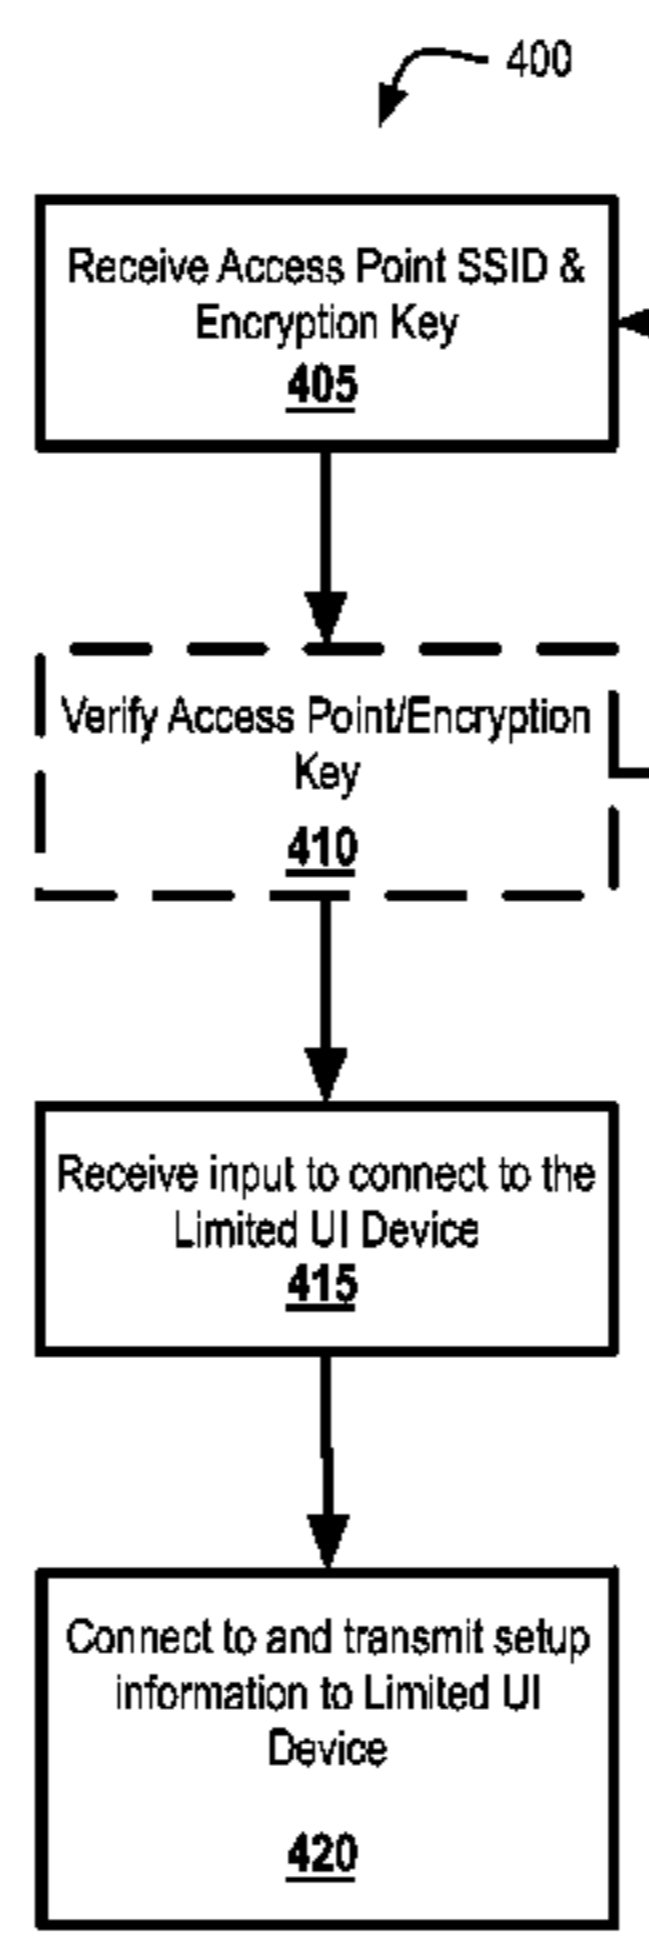 400
Receive Access Point SSID &
Encryption Key
405
Verify Access Point/Encryption
Key
410
Receive input to connect to the
Limited UI Device
415
Connect to and transmit setup
information to Limited UI
Device
420